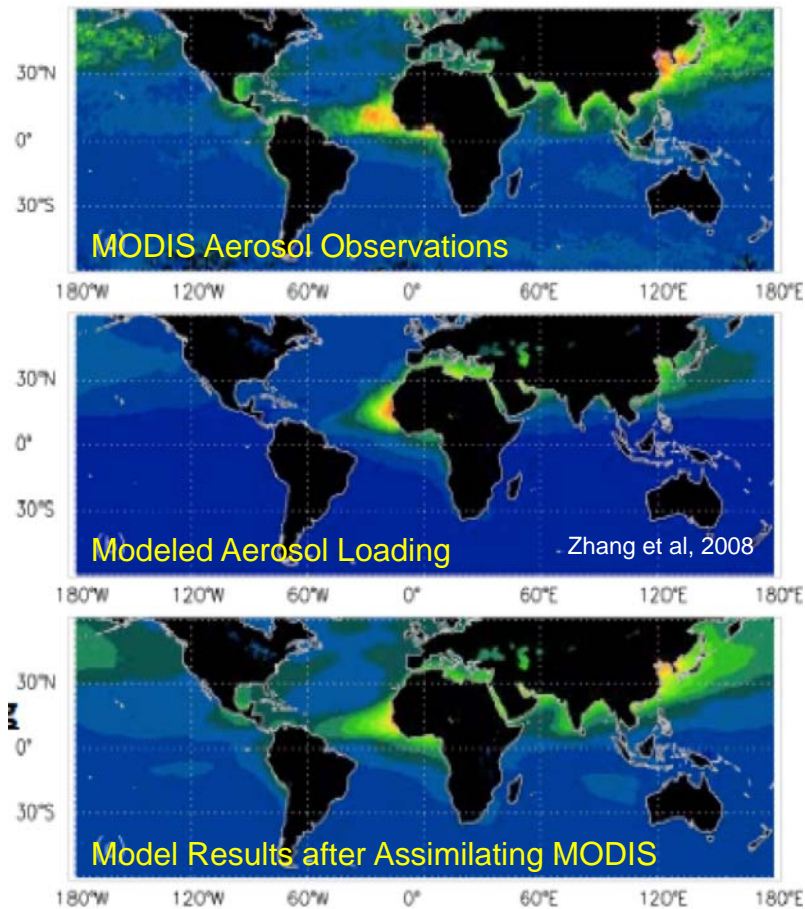 30°N
0°
30°S
MODIS Aerosol Observations
180°W 120°W 60°W 0° 60°E 120°E 180°E
30°N
0°
30°S
Modeled Aerosol Loading
Zhang et al, 2008
180°W 120°W 60°W 0° 60°E 120°E 180°E
30°N
0°
30°S
Model Results after Assimilating MODIS
180°W 120°W 60°W 0° 60°E 120°E 180°E